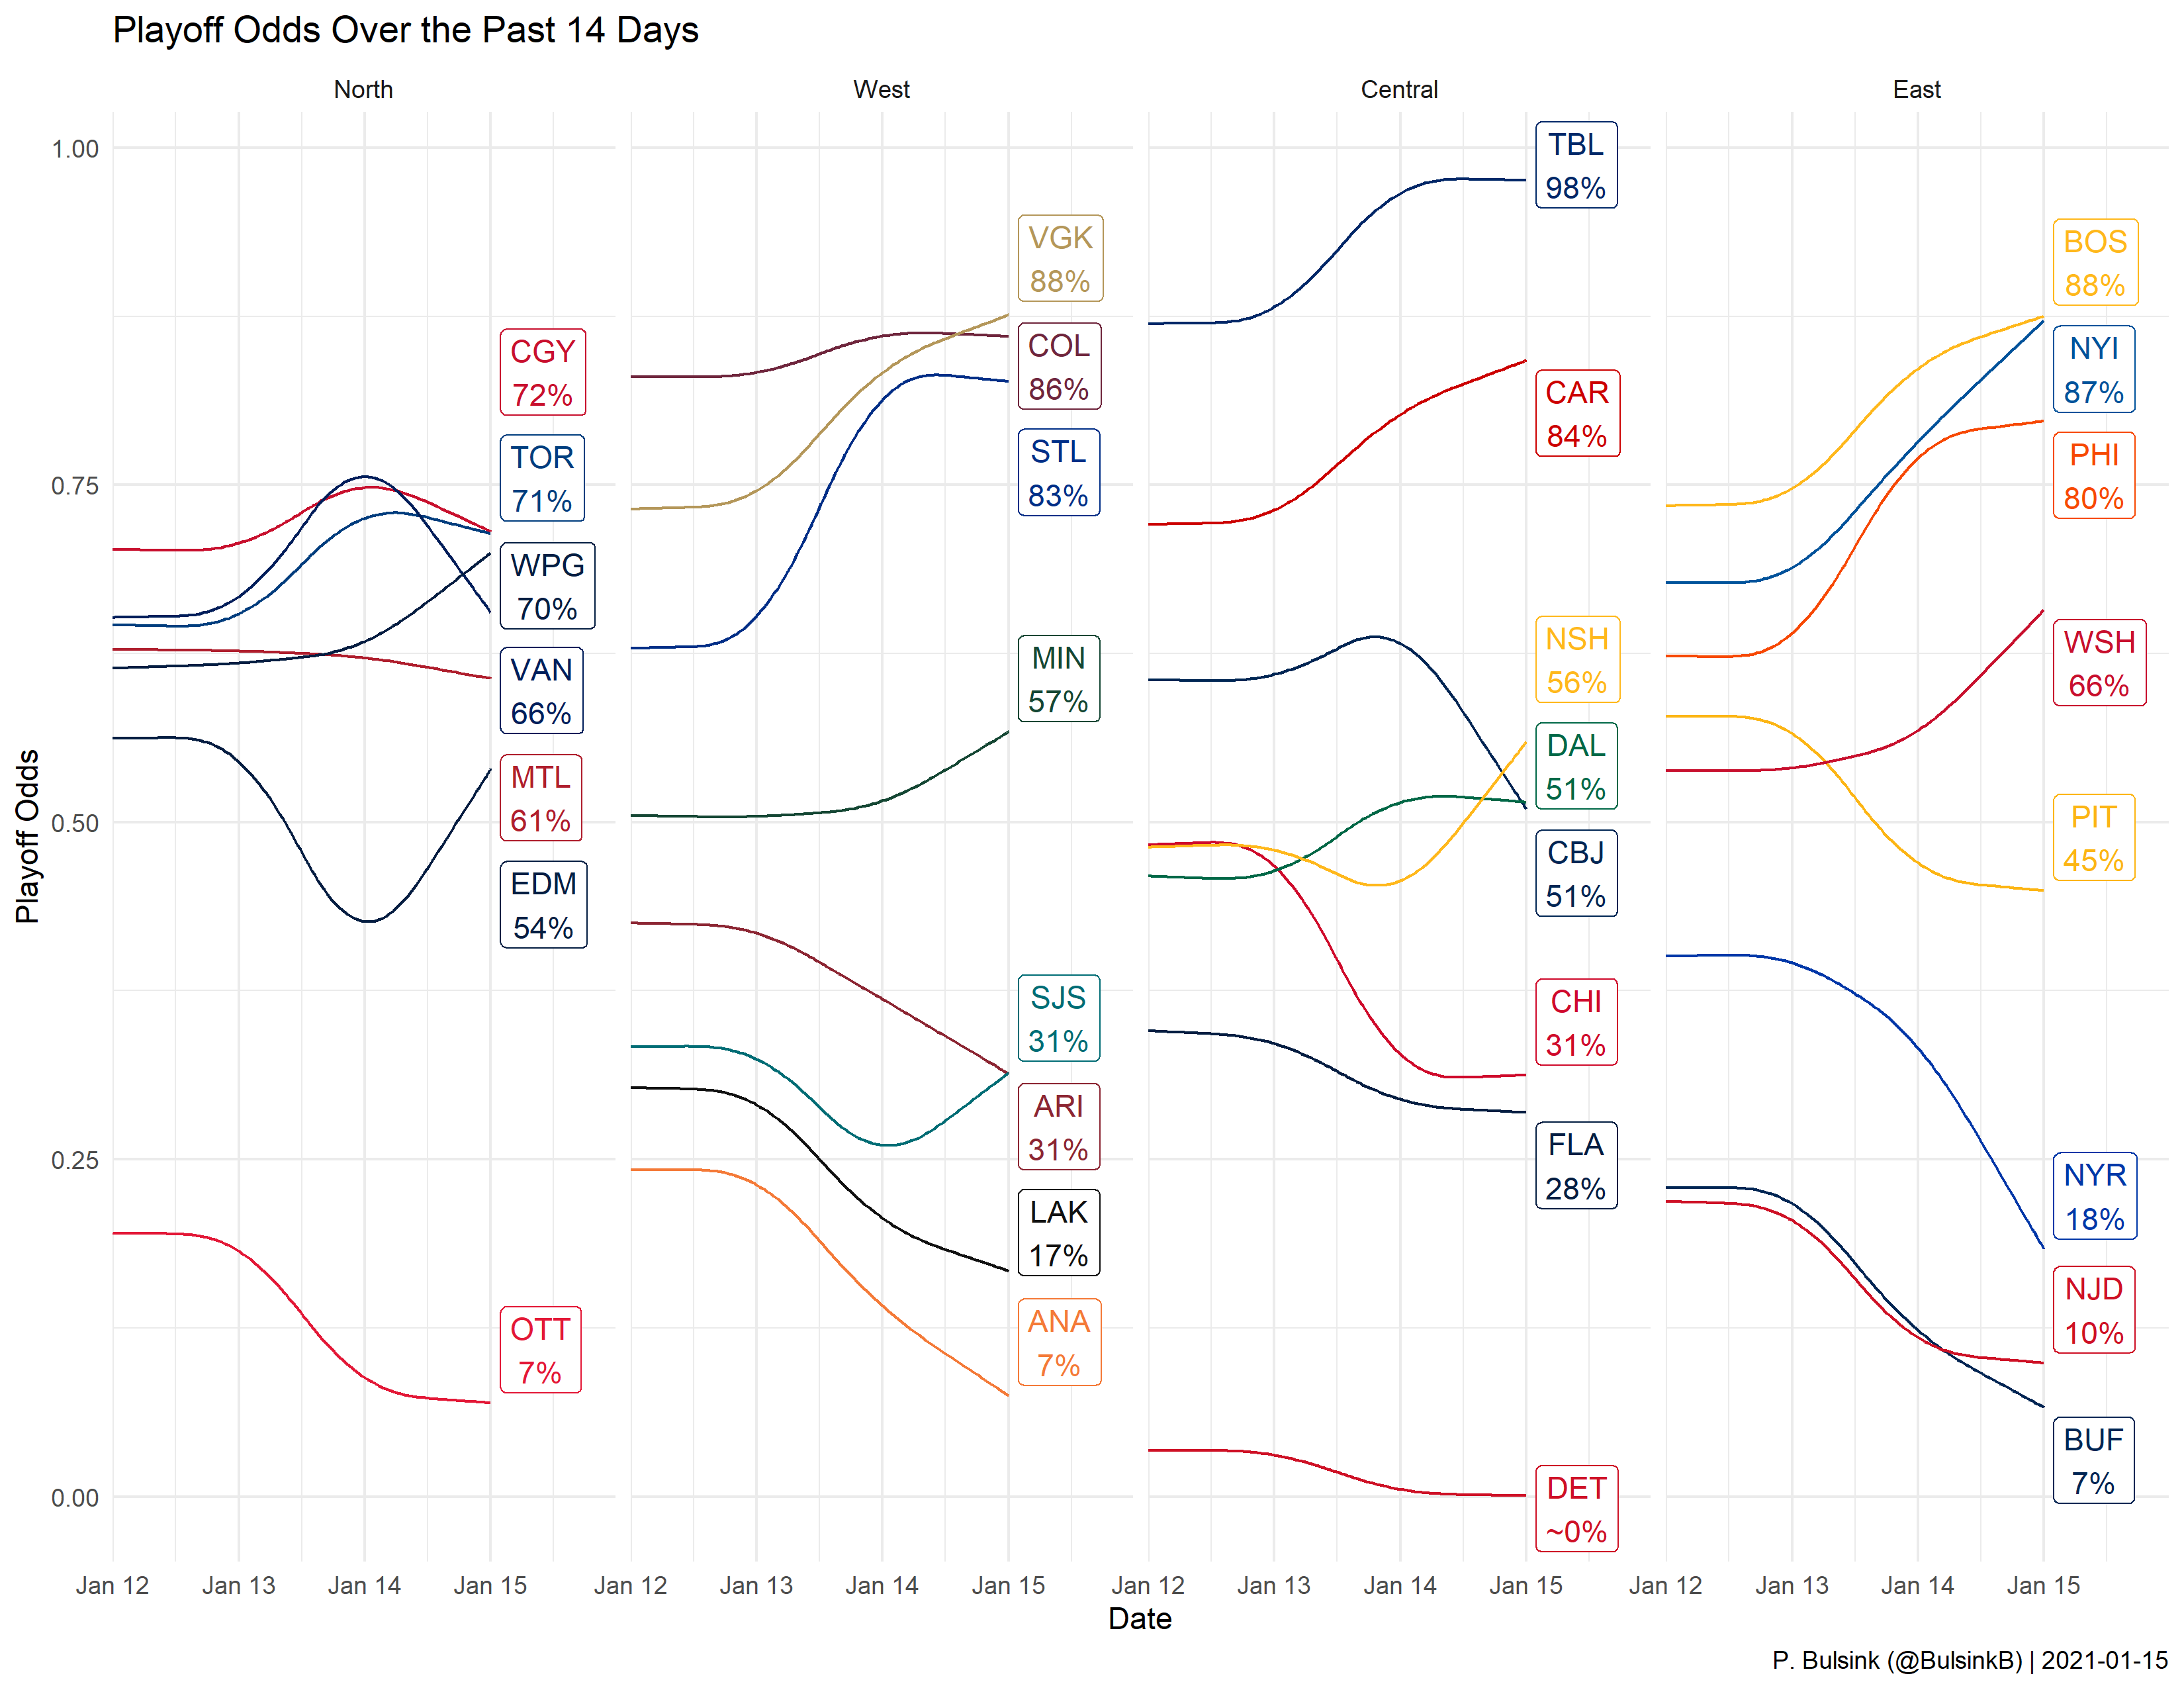 Playoff Odds Over the Past 14 Days
North
West
Central
East
Playoff Odds
1.00
0.75
0.50
0.25
0.00
CGY
72%
TOR
71%
WPG
70%
VAN
66%
MTL
61%
EDM
54%
OTT
7%
VGK
88%
COL
86%
STL
83%
MIN
57%
SJS
31%
ARI
31%
LAK
17%
ANA
7%
TBL
98%
CAR
84%
NSH
56%
DAL
51%
CBJ
51%
CHI
31%
FLA
28%
DET
~0%
BOS
88%
NYI
87%
PHI
80%
WSH
66%
PIT
45%
NYR
18%
NJD
10%
BUF
7%
Jan 12 Jan 13 Jan 14 Jan 15 Jan 12 Jan 13 Jan 14 Jan 15 Jan 12 Jan 13 Jan 14 Jan 15 Jan 12 Jan 13 Jan 14 Jan 15
Date
P. Bulsink (@BulsinkB) | 2021-01-15